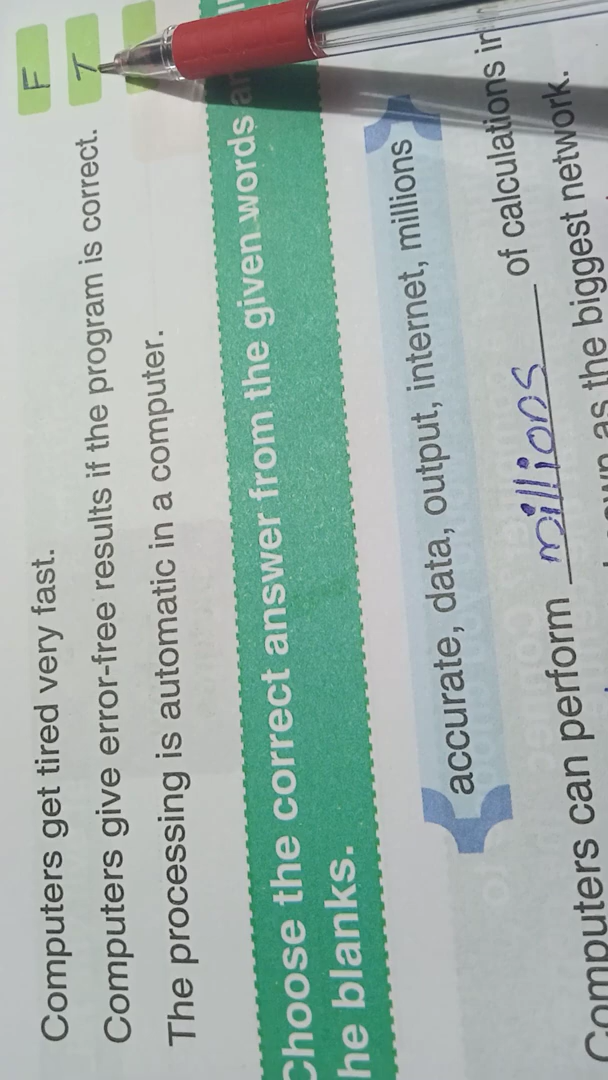 Computers get tired very fast. F
Computers give error-free results if the program is correct. T
The processing is automatic in a computer.
Choose the correct answer from the given words
the blanks.
accurate, data, output, internet, millions
Computers can perform millions of calculations in
as the biggest network.